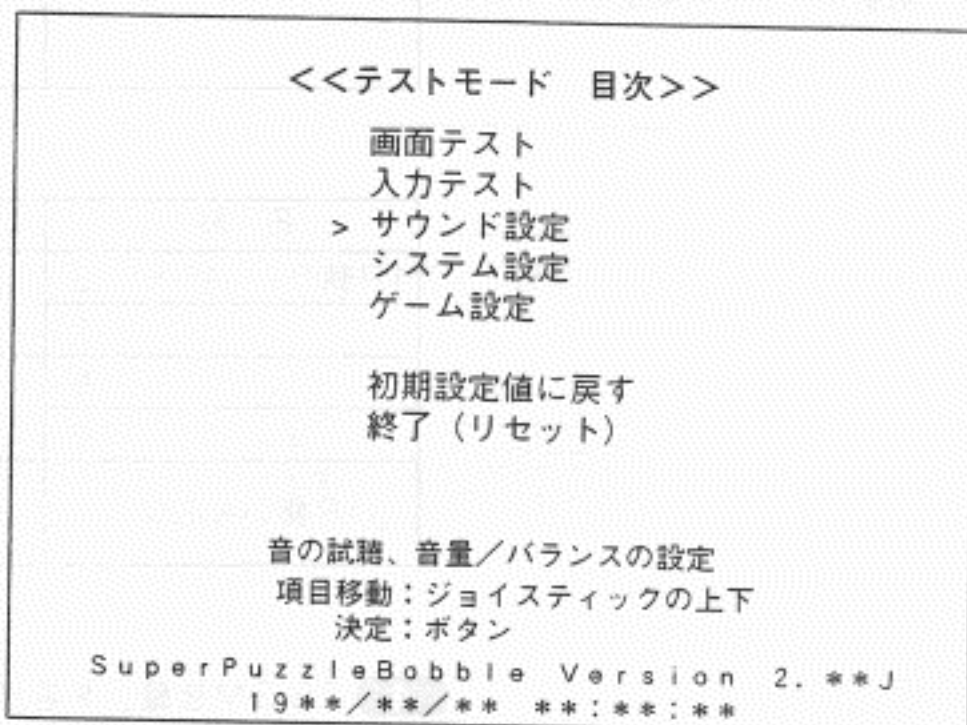 <<テストモード　目次>>
画面テスト
入力テスト
> サウンド設定
システム設定
ゲーム設定
初期設定値に戻す
終了（リセット）
音の試聴、音量／バランスの設定
項目移動：ジョイスティックの上下
決定：ボタン
SuperPuzzleBobble Version 2.**J
19**/**/** **:**:**